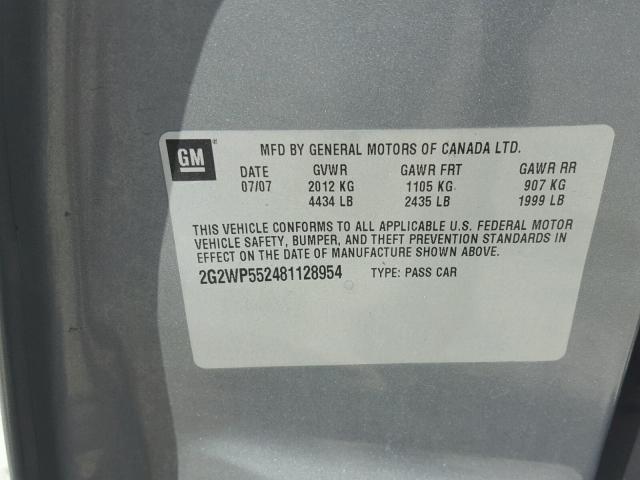 GM
MFD BY GENERAL MOTORS OF CANADA LTD.
DATE GVWR GAWR FRT GAWR RR
07/07 2012 KG 1105 KG 907 KG
4434 LB 2435 LB 1999 LB
THIS VEHICLE CONFORMS TO ALL APPLICABLE U.S. FEDERAL MOTOR
VEHICLE SAFETY, BUMPER, AND THEFT PREVENTION STANDARDS IN
EFFECT ON THE DATE OF MANUFACTURE SHOWN ABOVE.
2G2WP552481128954 TYPE: PASS CAR